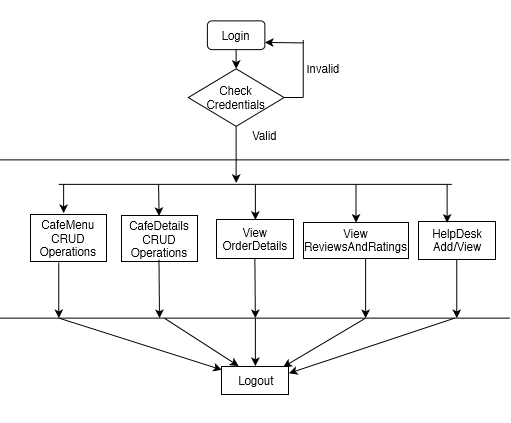 Login
Invalid
Check
Credentials
Valid
CafeMenu
CRUD
Operations
CafeDetails
CRUD
Operations
View
OrderDetails
View
ReviewsAndRatings
HelpDesk
Add/View
Logout